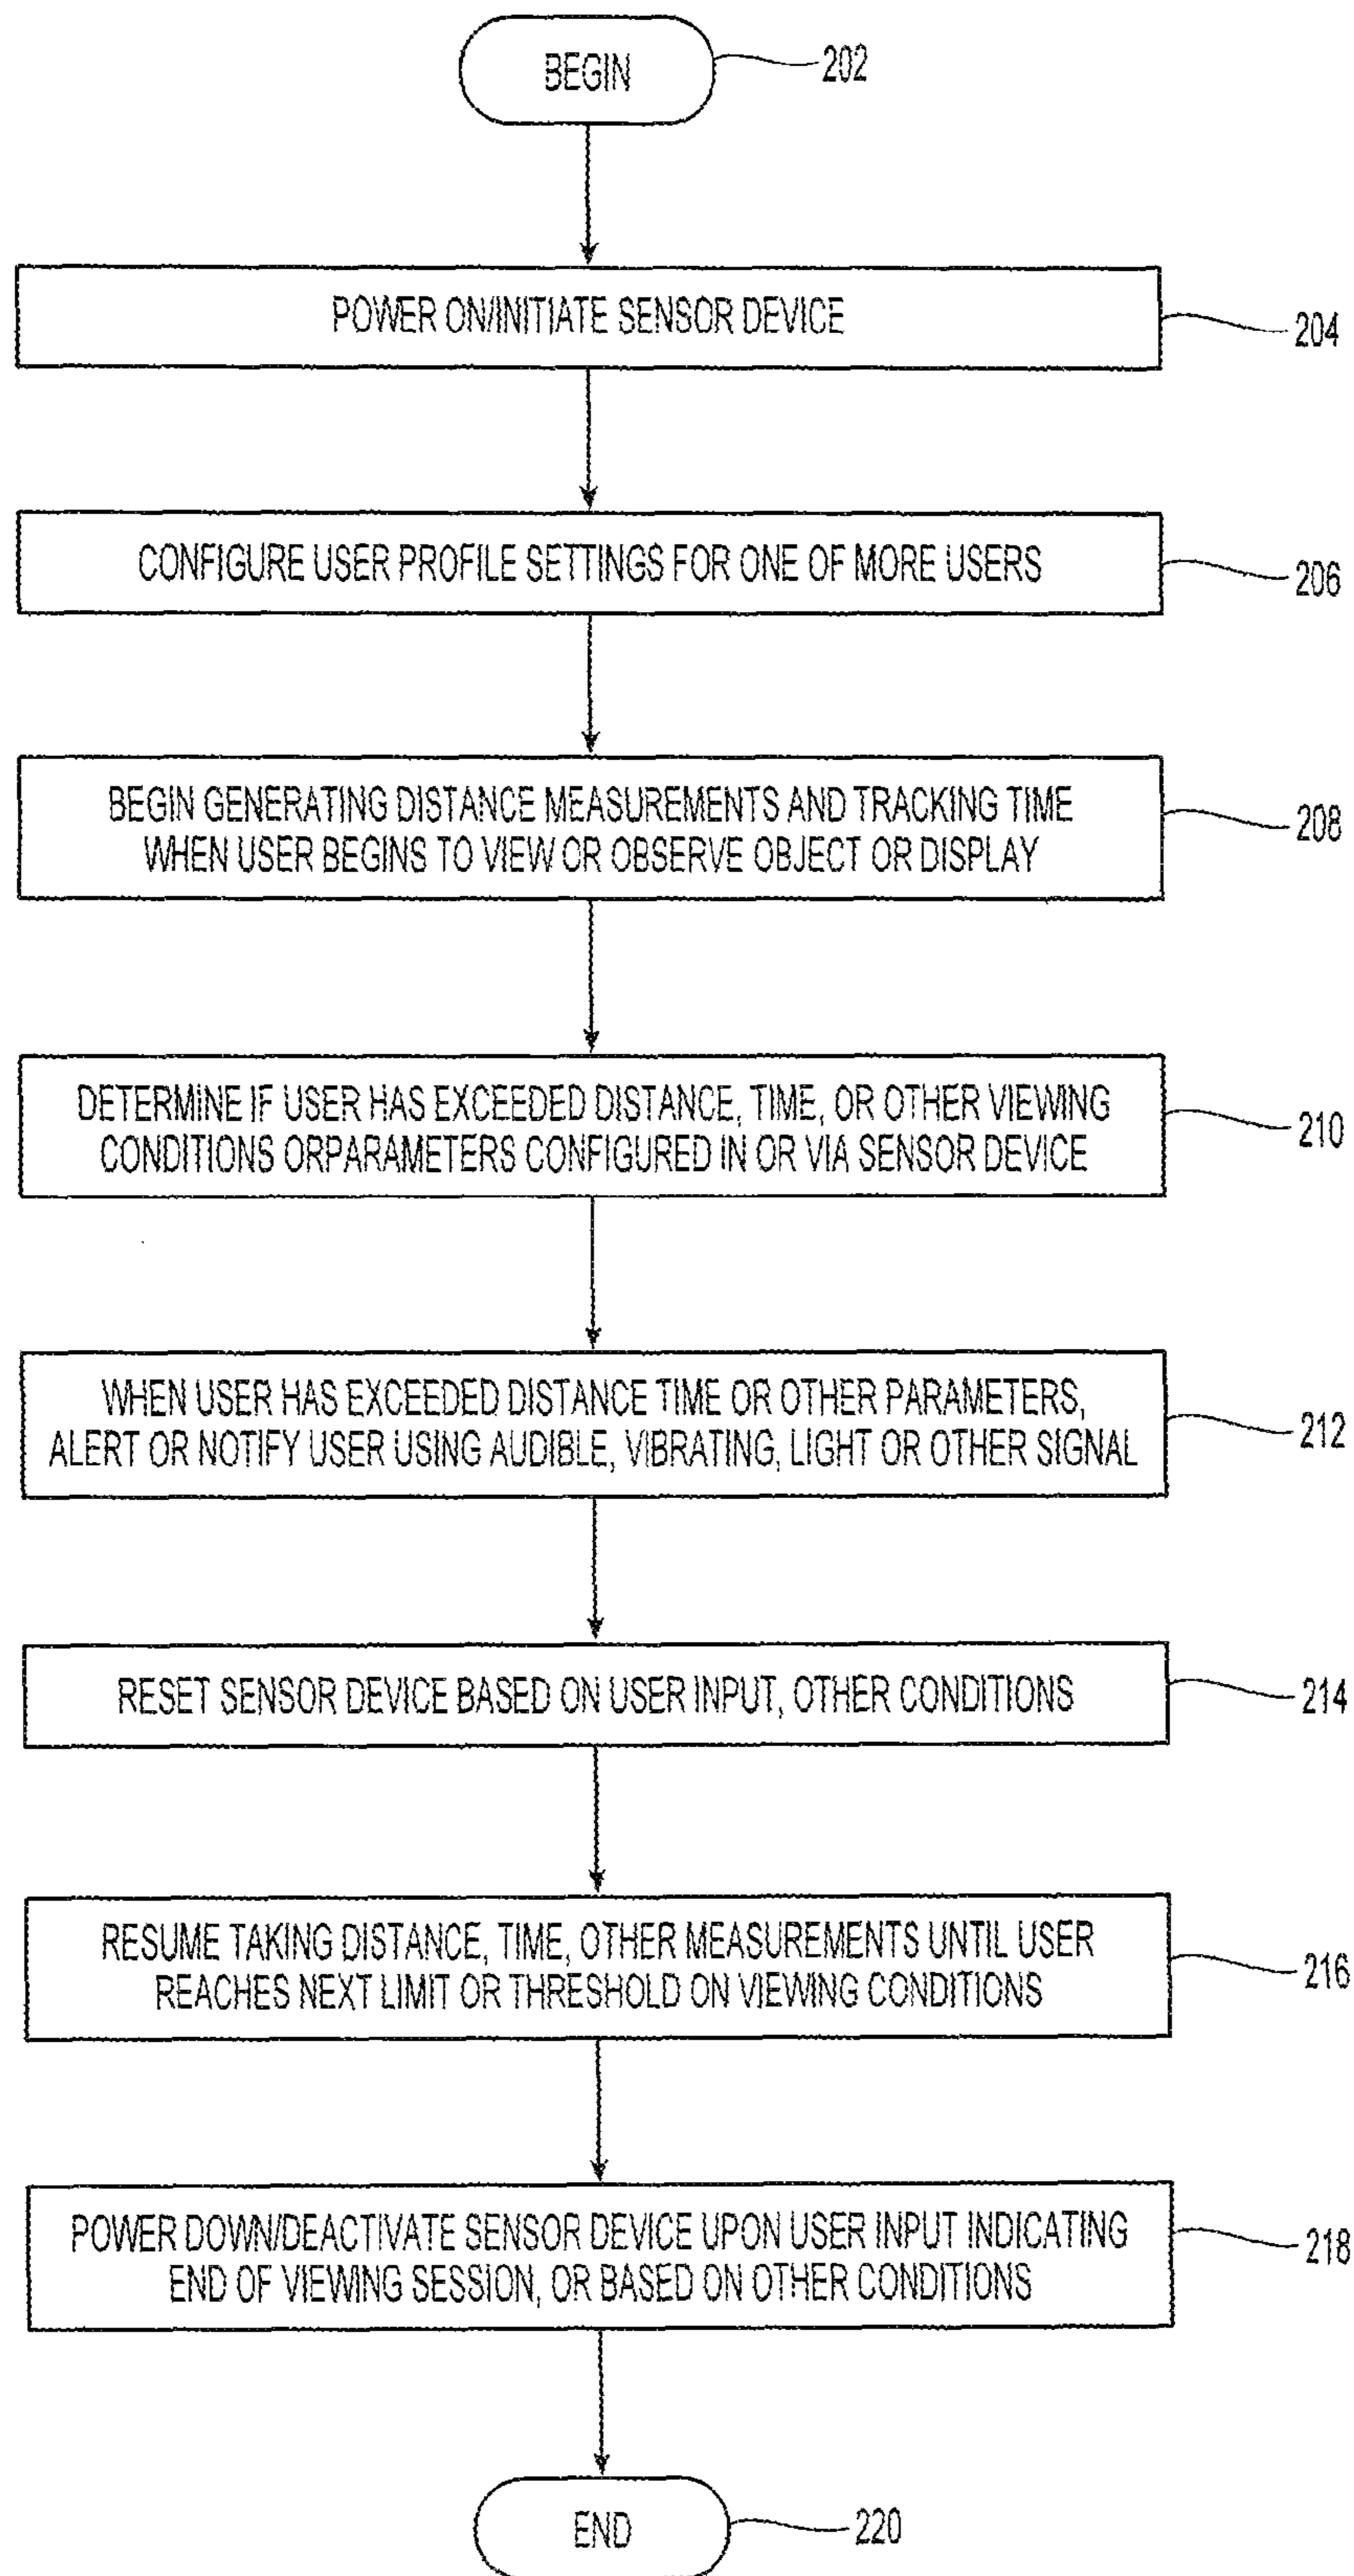 BEGIN
202
POWER ON/INITIATE SENSOR DEVICE
204
CONFIGURE USER PROFILE SETTINGS FOR ONE OF MORE USERS
206
BEGIN GENERATING DISTANCE MEASUREMENTS AND TRACKING TIME
WHEN USER BEGINS TO VIEW OR OBSERVE OBJECT OR DISPLAY
208
DETERMINE IF USER HAS EXCEEDED DISTANCE, TIME, OR OTHER VIEWING
CONDITIONS ORPARAMETERS CONFIGURED IN OR VIA SENSOR DEVICE
210
WHEN USER HAS EXCEEDED DISTANCE TIME OR OTHER PARAMETERS,
ALERT OR NOTIFY USER USING AUDIBLE, VIBRATING, LIGHT OR OTHER SIGNAL
212
RESET SENSOR DEVICE BASED ON USER INPUT, OTHER CONDITIONS
214
RESUME TAKING DISTANCE, TIME, OTHER MEASUREMENTS UNTIL USER
REACHES NEXT LIMIT OR THRESHOLD ON VIEWING CONDITIONS
216
POWER DOWN/DEACTIVATE SENSOR DEVICE UPON USER INPUT INDICATING
END OF VIEWING SESSION, OR BASED ON OTHER CONDITIONS
218
END
220